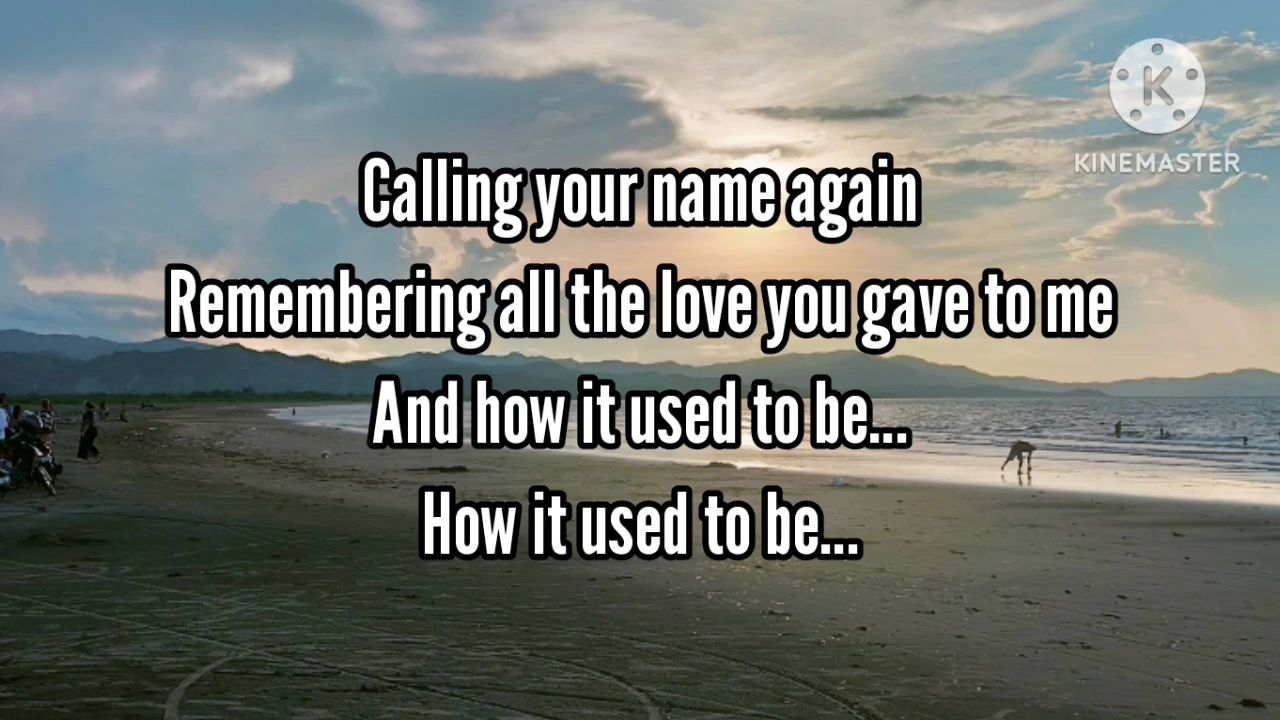 K
KINEMASTER
Calling your name again
Remembering all the love you gave to me
And how it used to be...
How it used to be...